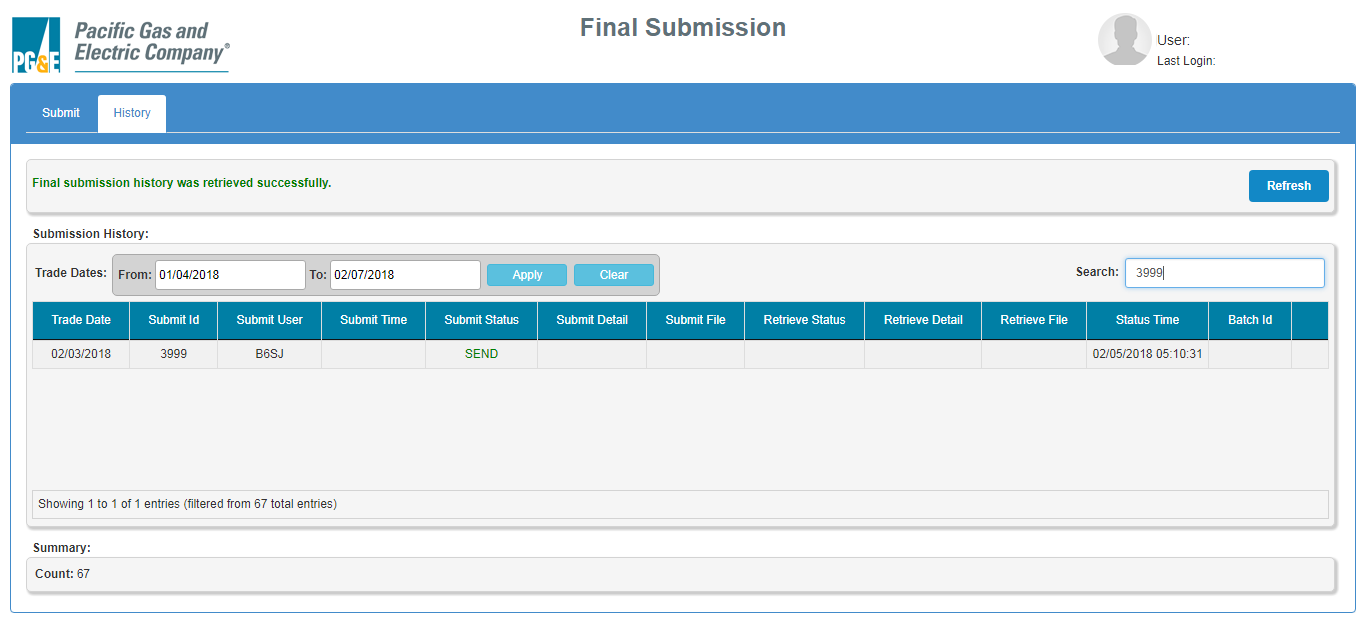 PG&E Pacific Gas and
Electric Company®
Final Submission
User:
Last Login:
Submit History
Final submission history was retrieved successfully. Refresh
Submission History:
Trade Dates: From: 01/04/2018 To: 02/07/2018 Apply Clear Search: 3999
Trade Date Submit Id Submit User Submit Time Submit Status Submit Detail Submit File Retrieve Status Retrieve Detail Retrieve File Status Time Batch Id
02/03/2018 3999 B6SJ SEND 02/05/2018 05:10:31
Showing 1 to 1 of 1 entries (filtered from 67 total entries)
Summary:
Count: 67